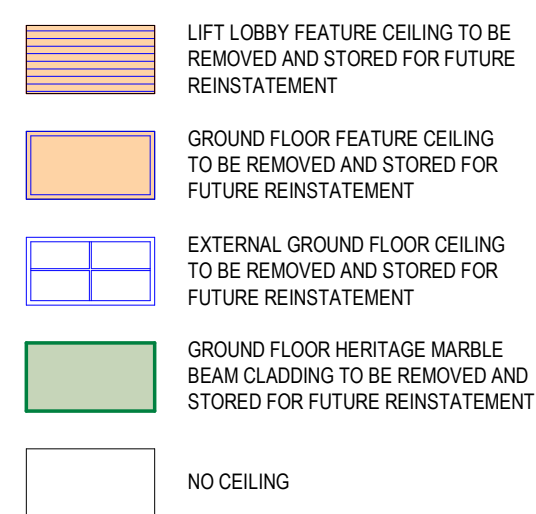 LIFT LOBBY FEATURE CEILING TO BE
REMOVED AND STORED FOR FUTURE
REINSTATEMENT
GROUND FLOOR FEATURE CEILING
TO BE REMOVED AND STORED FOR
FUTURE REINSTATEMENT
EXTERNAL GROUND FLOOR CEILING
TO BE REMOVED AND STORED FOR
FUTURE REINSTATEMENT
GROUND FLOOR HERITAGE MARBLE
BEAM CLADDING TO BE REMOVED AND
STORED FOR FUTURE REINSTATEMENT
NO CEILING